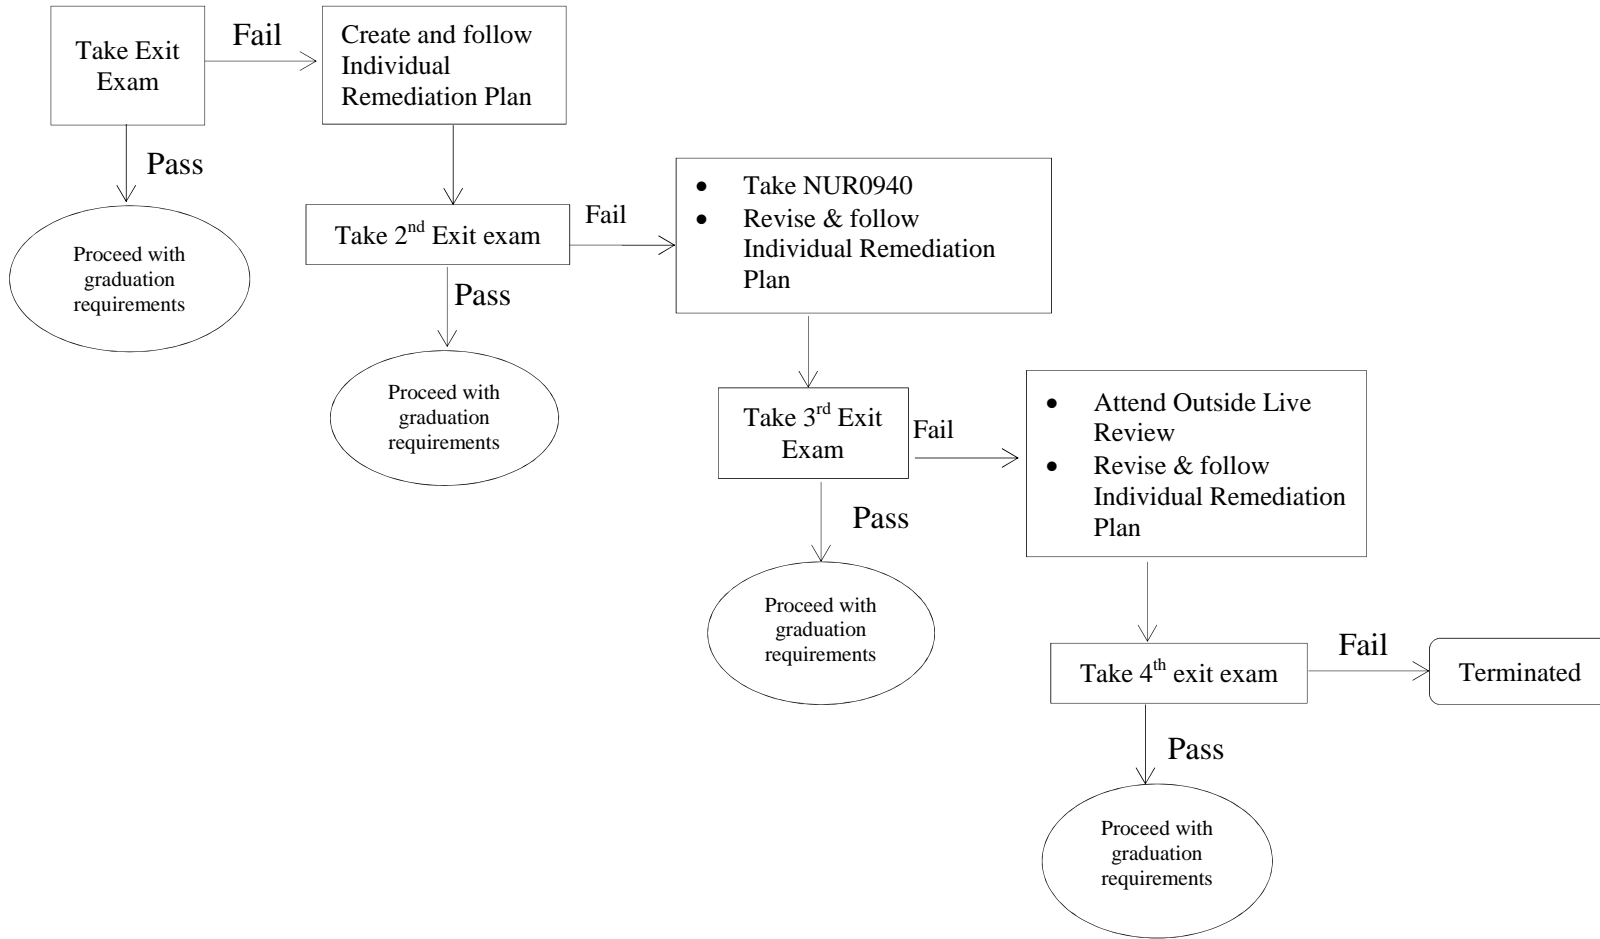 Take Exit
Exam
Fail
Create and follow
Individual
Remediation Plan
Pass
Proceed with
graduation
requirements
Take 2nd Exit exam
Fail
• Take NUR0940
• Revise & follow
Individual Remediation
Plan
Pass
Proceed with
graduation
requirements
Take 3rd Exit
Exam
Fail
• Attend Outside Live
Review
• Revise & follow
Individual Remediation
Plan
Pass
Proceed with
graduation
requirements
Take 4th exit exam
Fail
Terminated
Pass
Proceed with
graduation
requirements